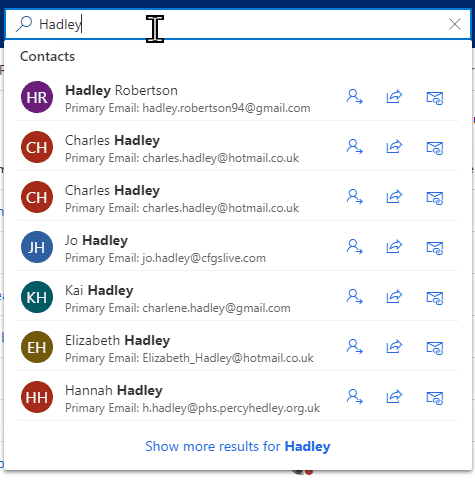 Hadley
Contacts
HR Hadley Robertson
Primary Email: hadley.robertson94@gmail.com
CH Charles Hadley
Primary Email: charles.hadley@hotmail.co.uk
CH Charles Hadley
Primary Email: charles.hadley@hotmail.co.uk
JH Jo Hadley
Primary Email: jo.hadley@cfgslive.com
KH Kai Hadley
Primary Email: charlene.hadley@gmail.com
EH Elizabeth Hadley
Primary Email: Elizabeth_Hadley@hotmail.co.uk
HH Hannah Hadley
Primary Email: h.hadley@phs.percyhedley.org.uk
Show more results for Hadley